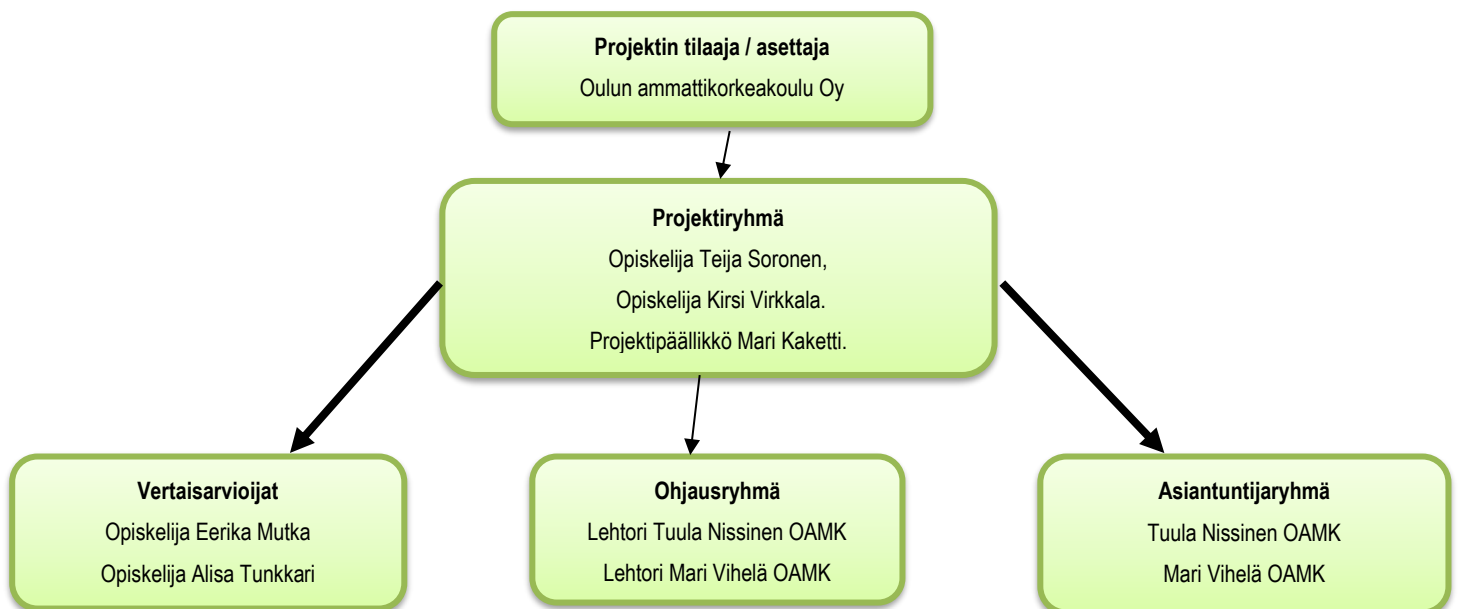 Projektin tilaaja / asettaja
Oulun ammattikorkeakoulu Oy
Projektiryhmä
Opiskelija Teija Soronen,
Opiskelija Kirsi Virkkala.
Projektipäällikkö Mari Kaketti.
Vertaisarvioijat
Opiskelija Eerika Mutka
Opiskelija Alisa Tunkkari
Ohjausryhmä
Lehtori Tuula Nissinen OAMK
Lehtori Mari Vihelä OAMK
Asiantuntijaryhmä
Tuula Nissinen OAMK
Mari Vihelä OAMK